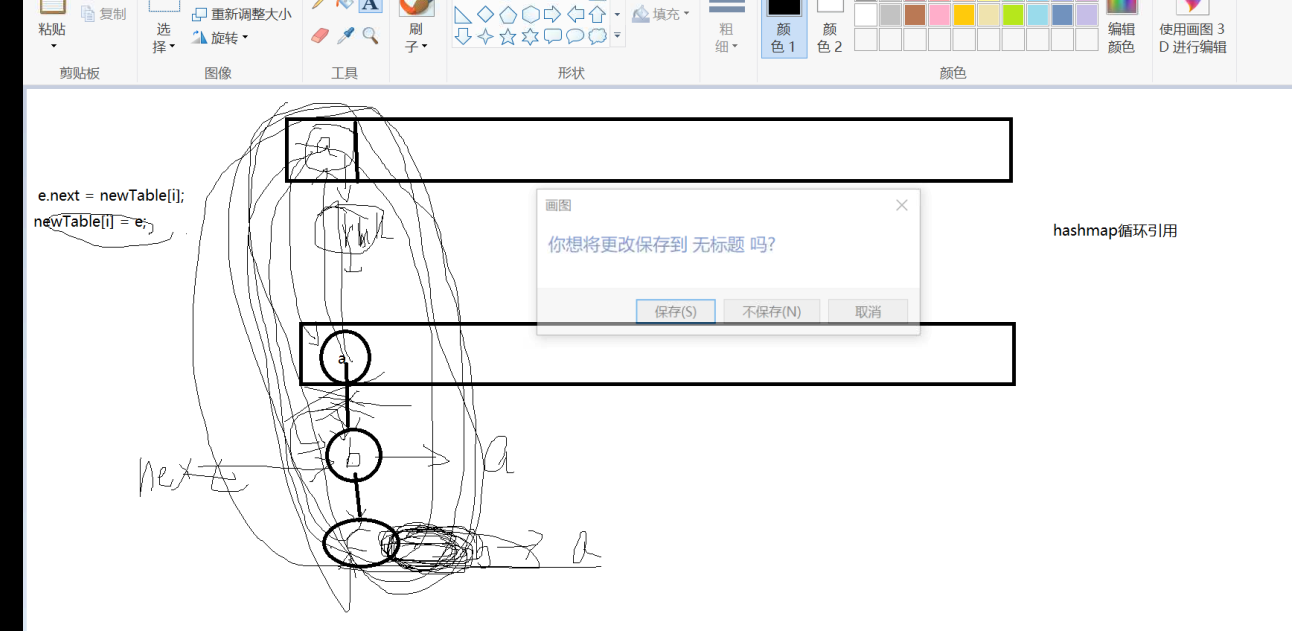 粘贴
复制
重新调整大小
选择
旋转
刷子
填充
粗细
颜色 1
颜色 2
编辑颜色
使用画图 3D 进行编辑
剪贴板
图像
工具
形状
颜色
A
e.next = newTable[i];
newTable[i] = e;
画图
你想将更改保存到 无标题 吗?
保存(S)
不保存(N)
取消
hashmap循环引用
a
a
a